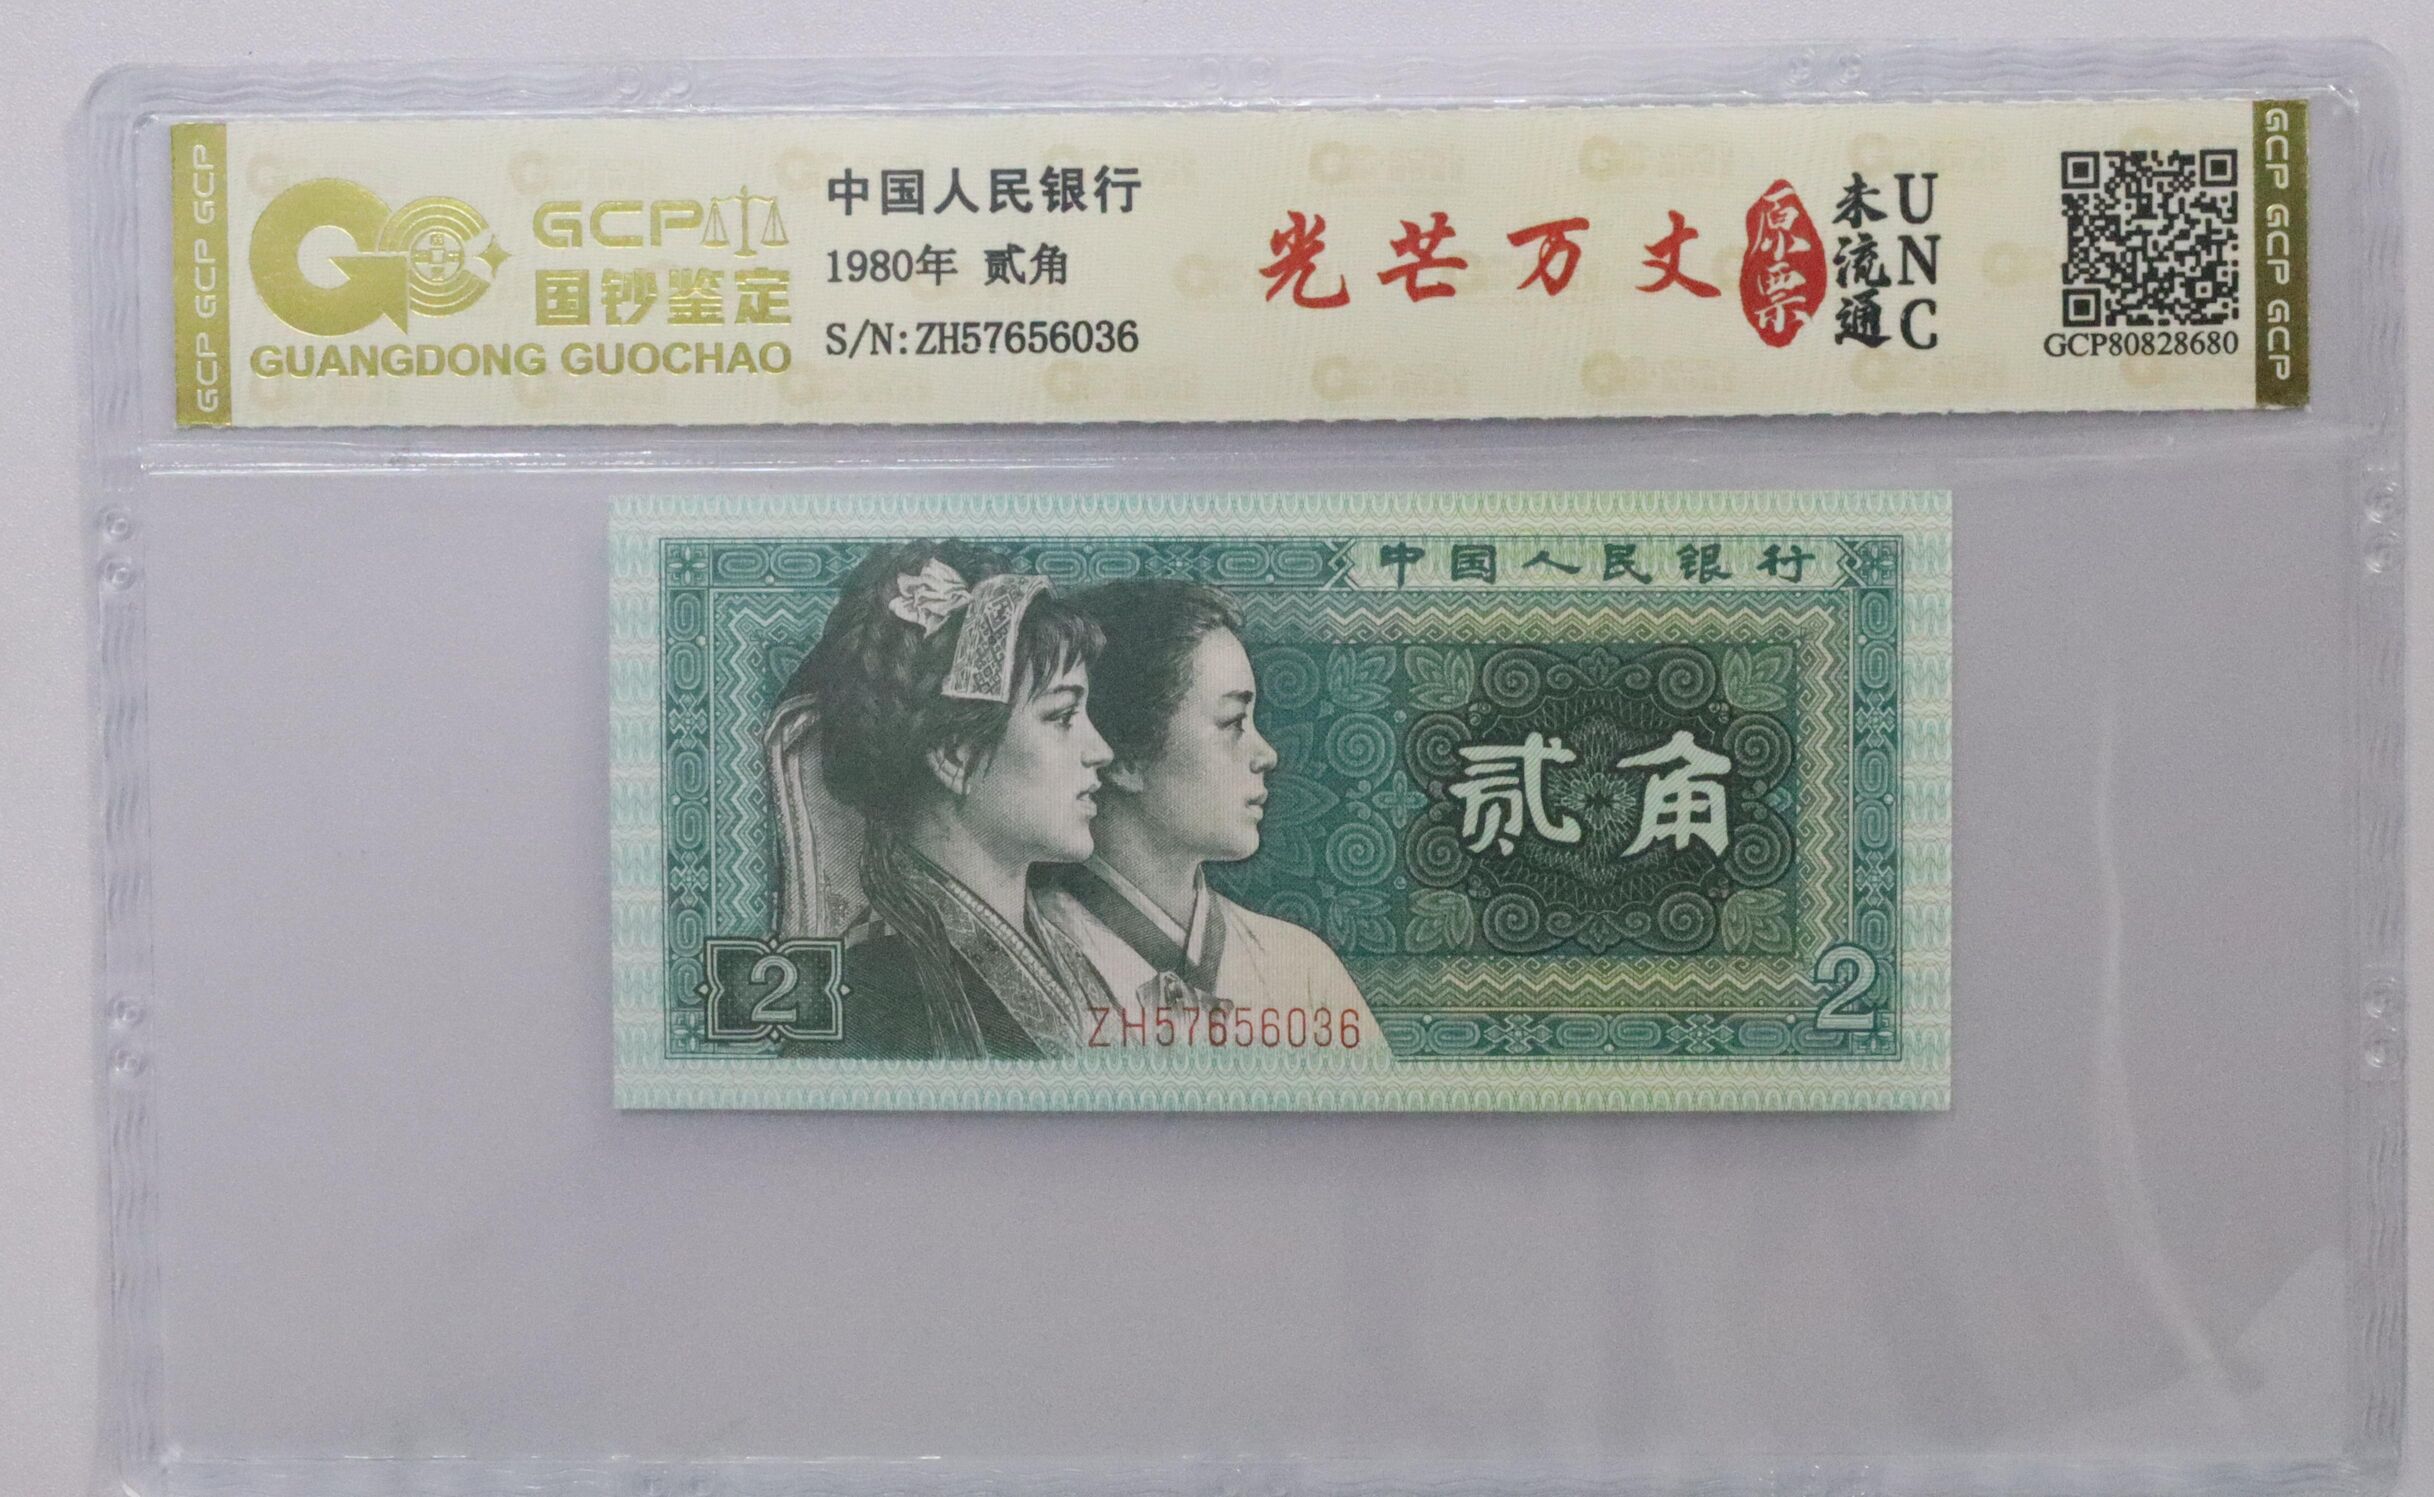 GCP GCP GCP
GCP
国钞鉴定
GUANGDONG GUOCHAO
中国人民银行
1980年 贰角
S/N:ZH57656036
光芒万丈
原票
未流通
UNC
GCP80828680
GCP GCP GCP
中国人民银行
贰角
2
ZH57656036
2